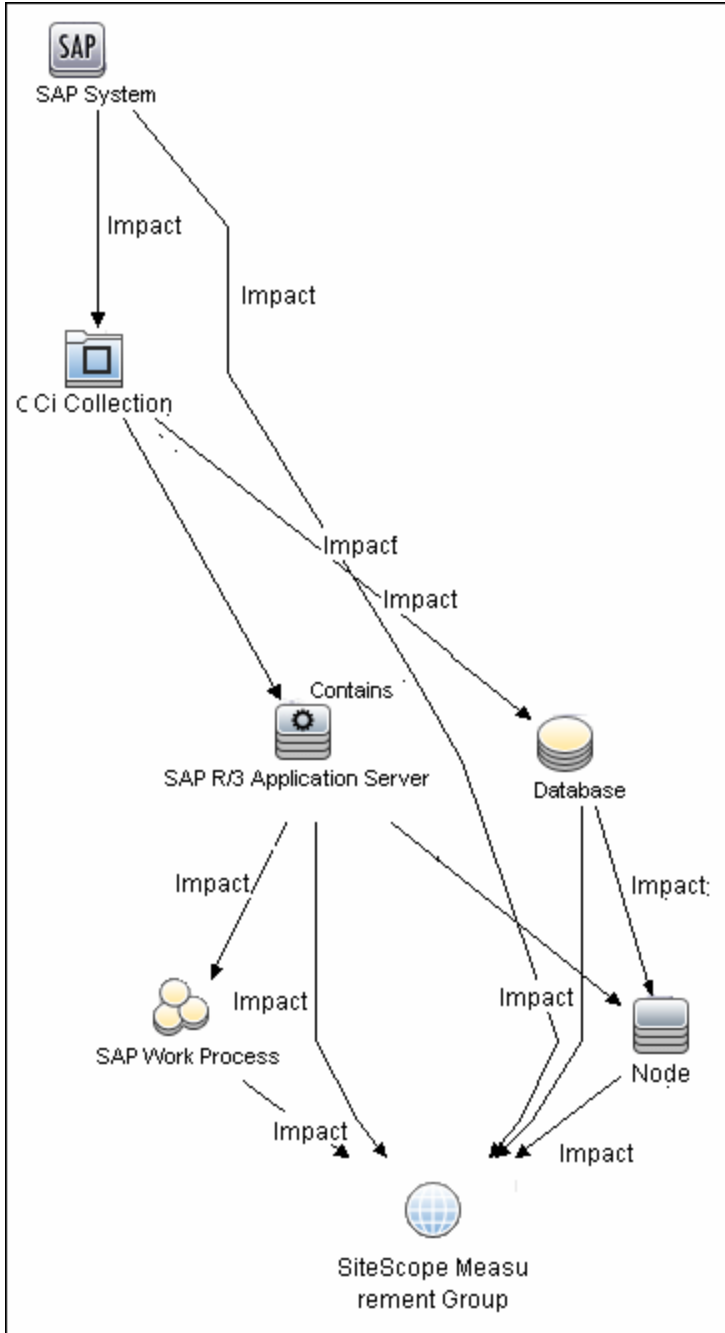 SAP
SAP System
Impact
Impact
c Ci Collection
Impact
Impact
Contains
SAP R/3 Application Server
Database
Impact
Impact:
Impact
Impact
SAP Work Process
Node
Impact
Impact
SiteScope Measu
rement Group